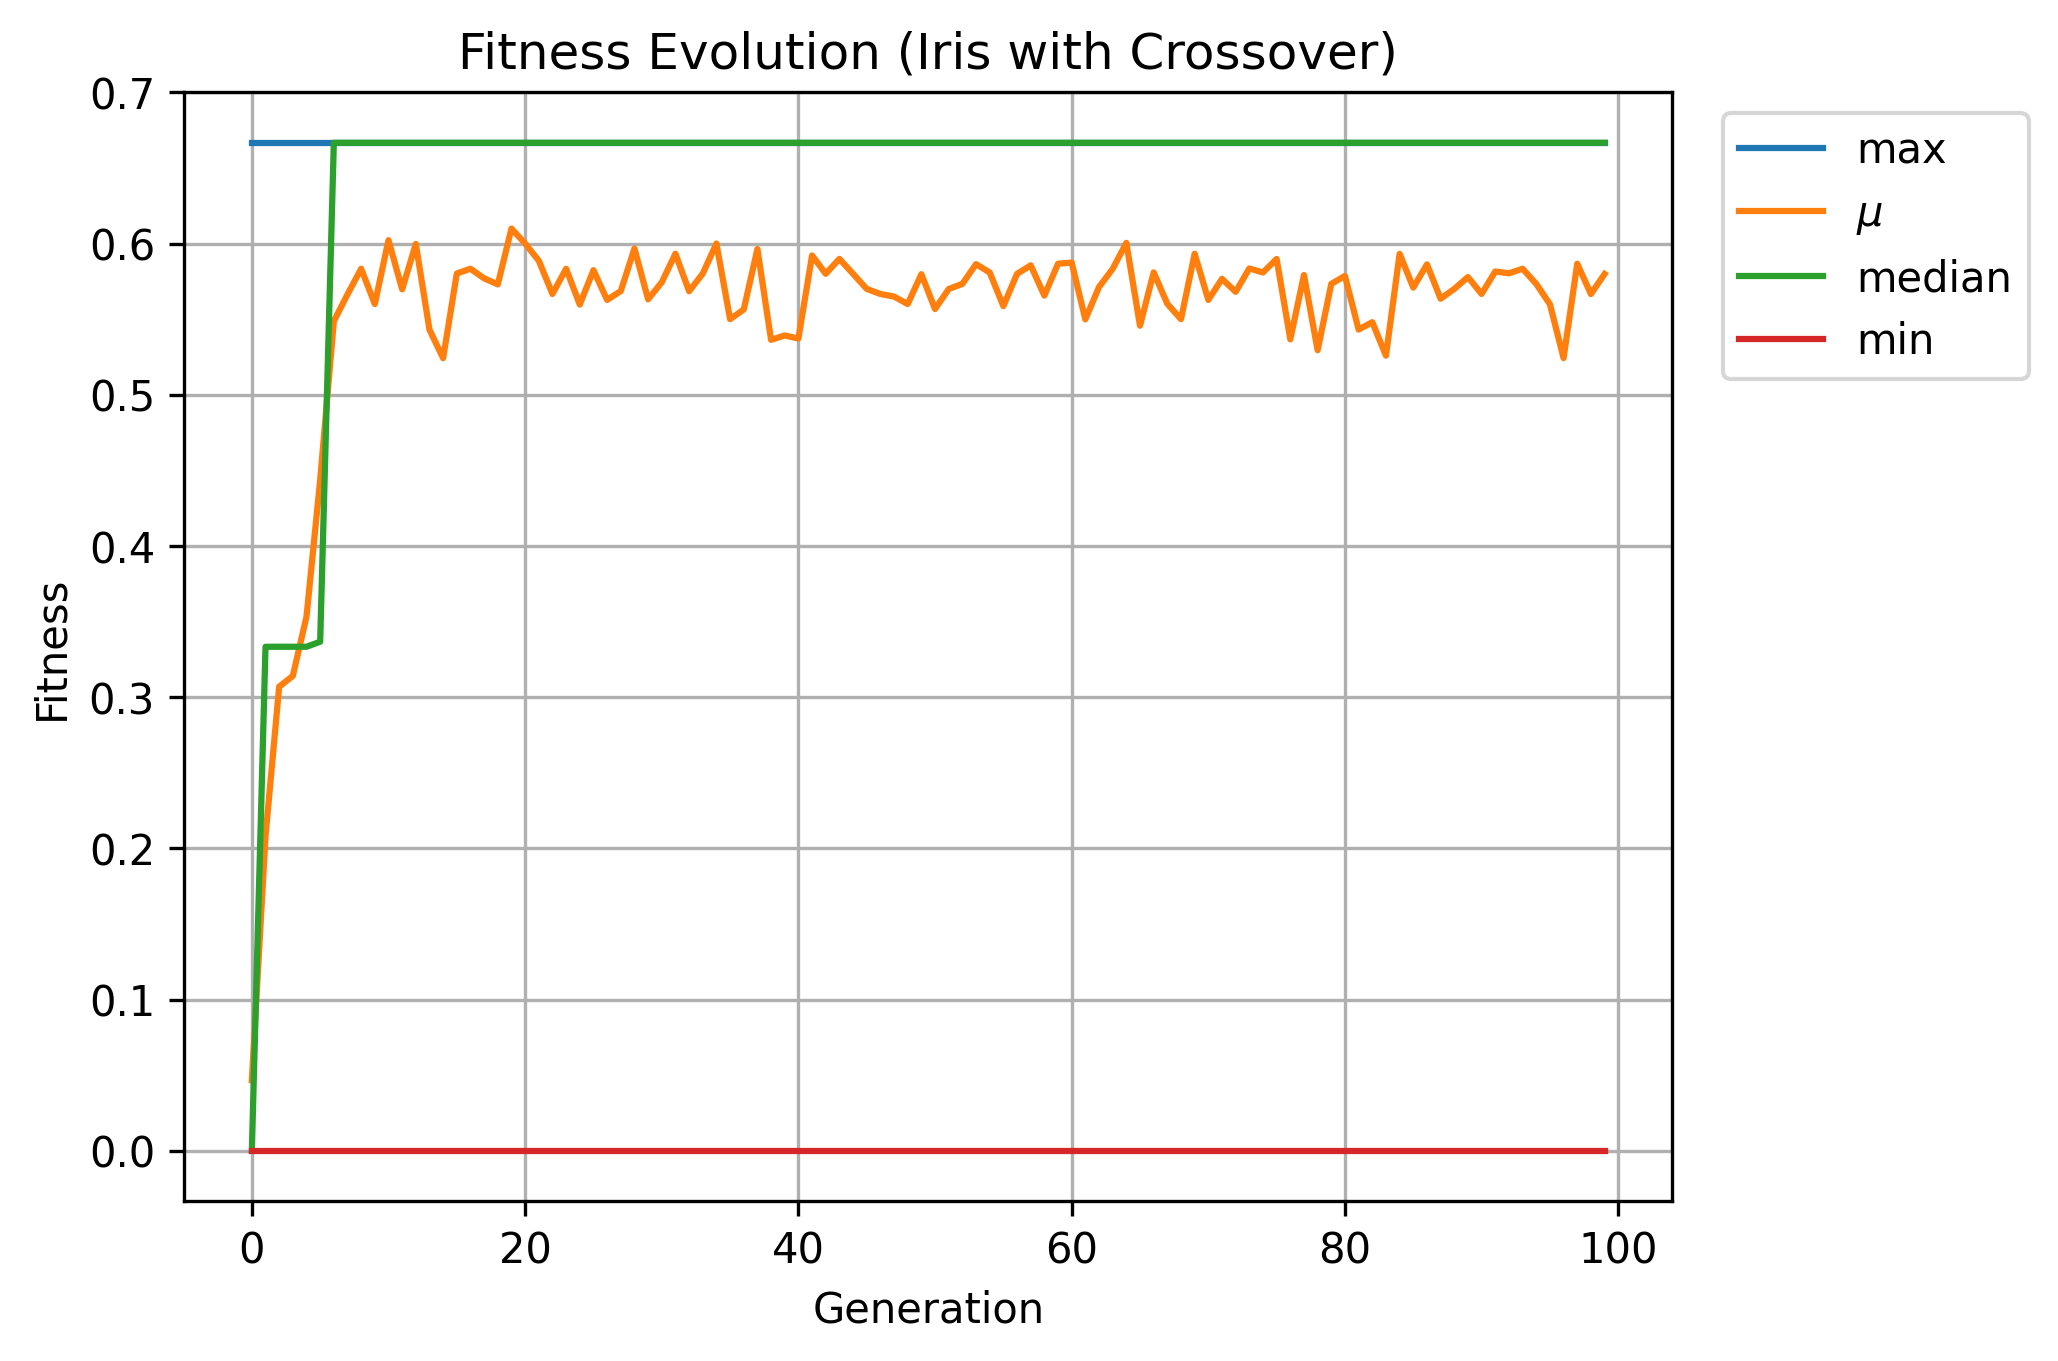 Fitness Evolution (Iris with Crossover)
0.7
0.6
0.5
0.4
0.3
0.2
0.1
0.0
Fitness
0 20 40 60 80 100
Generation
max
μ
median
min